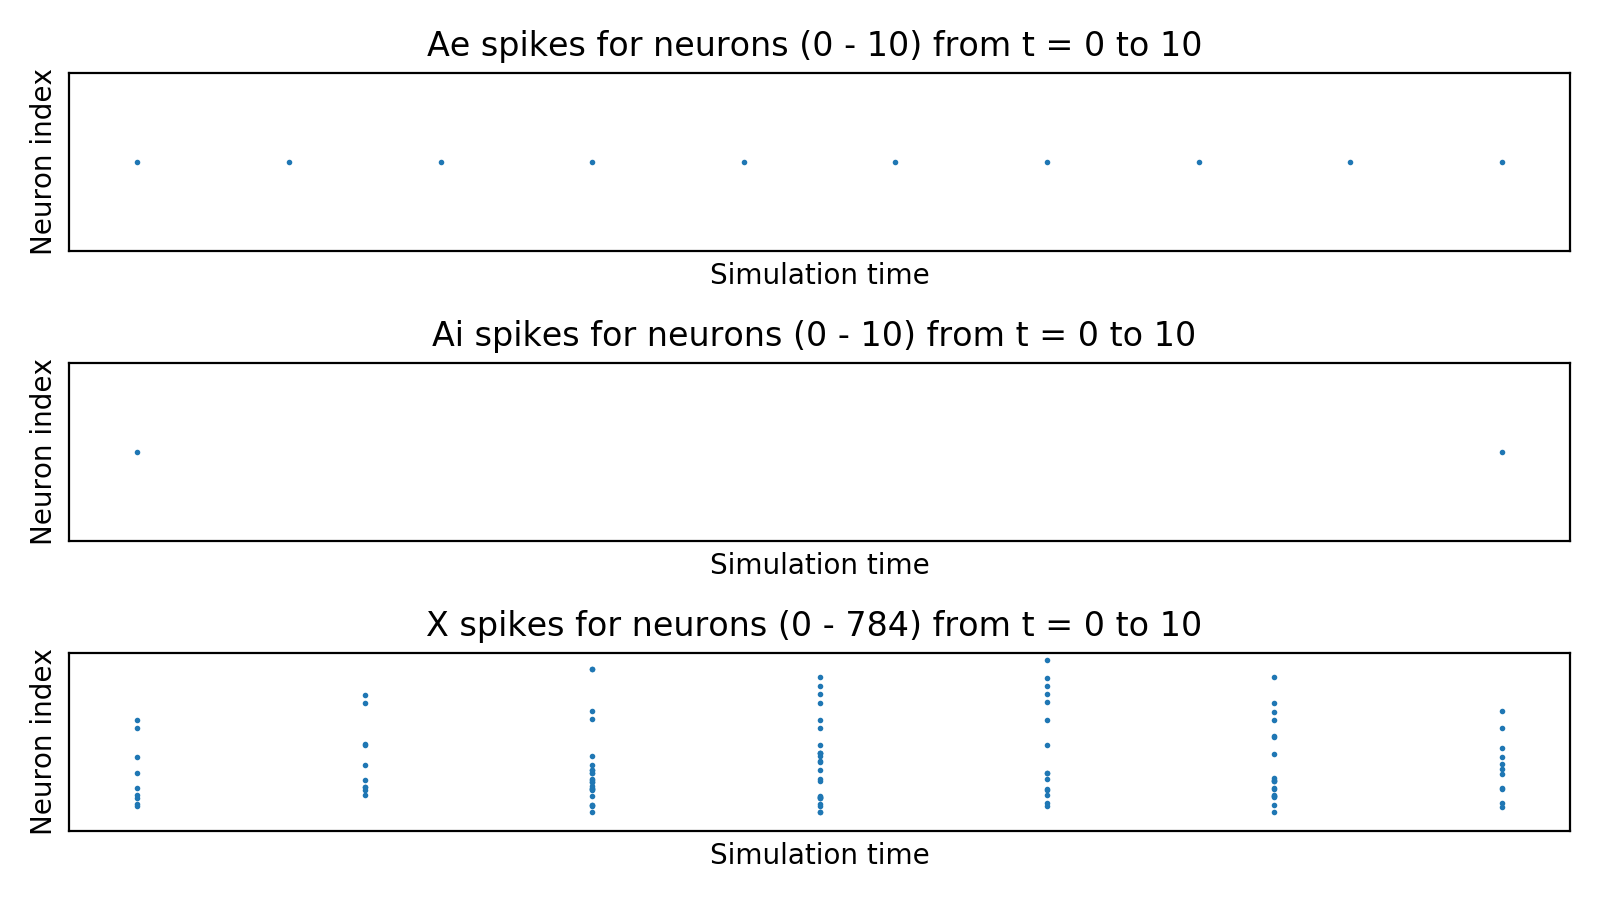 Ae spikes for neurons (0 - 10) from t = 0 to 10
Neuron index
Simulation time
Ai spikes for neurons (0 - 10) from t = 0 to 10
Neuron index
Simulation time
X spikes for neurons (0 - 784) from t = 0 to 10
Neuron index
Simulation time